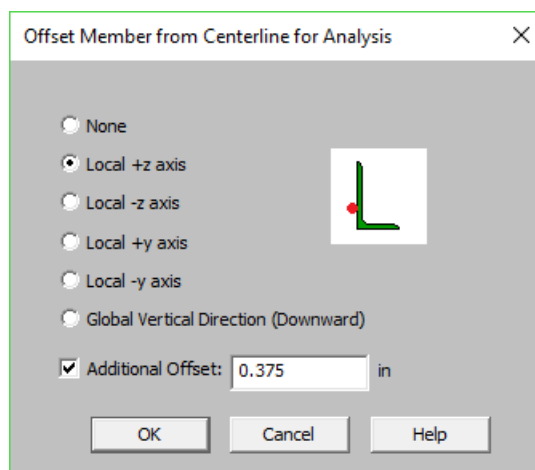 Offset Member from Centerline for Analysis
None
Local +z axis
Local -z axis
Local +y axis
Local -y axis
Global Vertical Direction (Downward)
Additional Offset: 0.375 in
OK Cancel Help